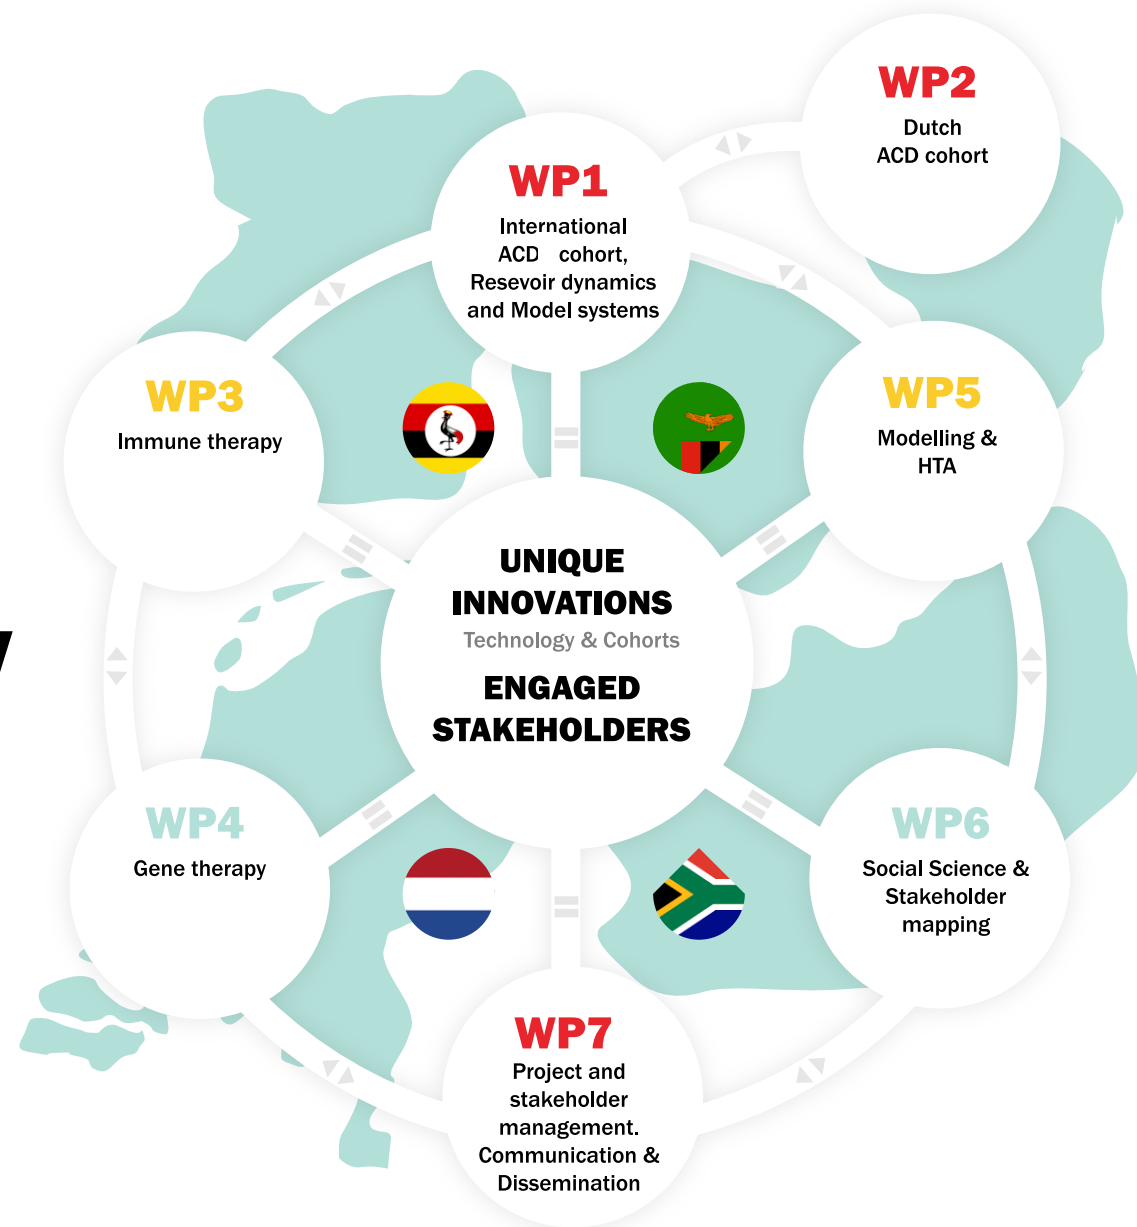 WP2
Dutch
ACD cohort
WP1
International
ACD cohort,
Resevoir dynamics
and Model systems
WP3
Immune therapy
WP5
Modelling &
HTA
UNIQUE
INNOVATIONS
Technology & Cohorts
ENGAGED
STAKEHOLDERS
WP4
Gene therapy
WP6
Social Science &
Stakeholder
mapping
WP7
Project and
stakeholder
management.
Communication &
Dissemination